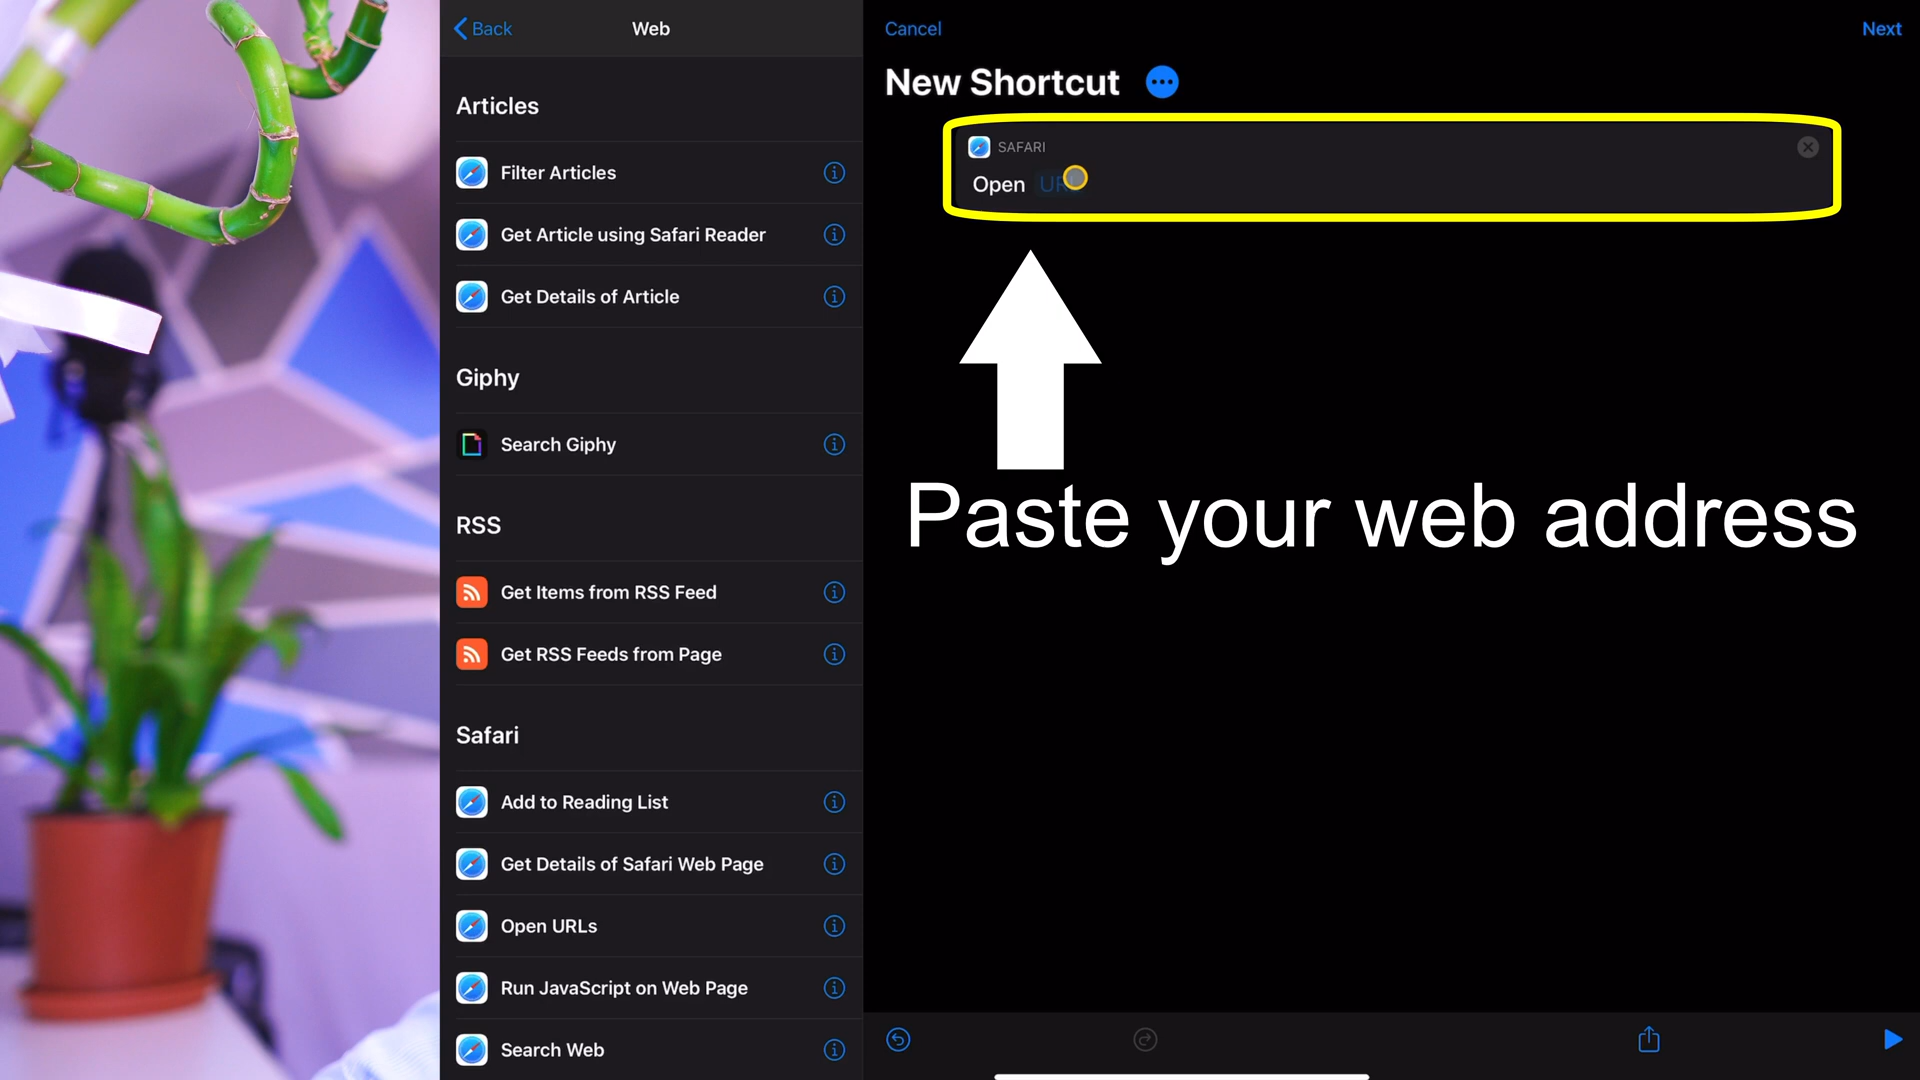 Back
Web
Articles
Filter Articles
Get Article using Safari Reader
Get Details of Article
Giphy
Search Giphy
RSS
Get Items from RSS Feed
Get RSS Feeds from Page
Safari
Add to Reading List
Get Details of Safari Web Page
Open URLs
Run JavaScript on Web Page
Search Web
Cancel
Next
New Shortcut
SAFARI
Open URL
Paste your web address